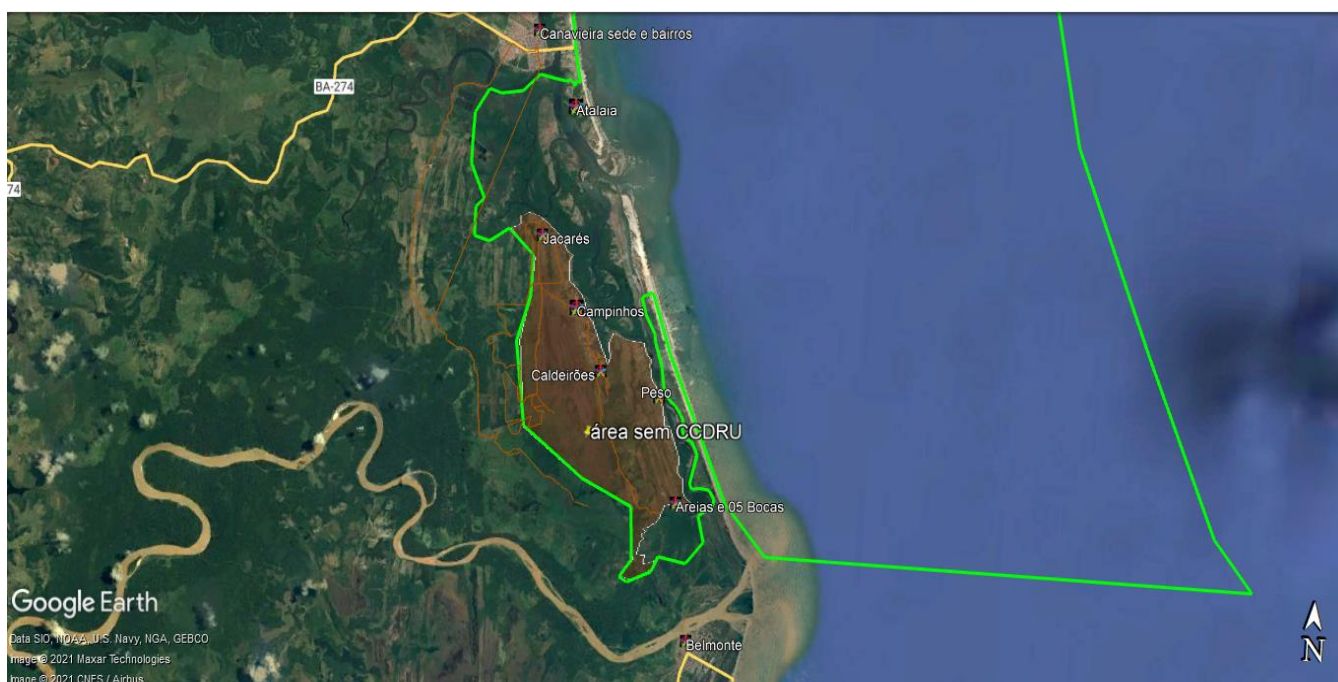 Canavieira sede e bairros
BA-274
Atalaia
74
Jacarés
Campinhos
Caldeirões
Peso
área sem CCDRU
Areias e 05 Bocas
Google Earth
Data SIO, NOAA, U.S. Navy, NGA, GEBCO
Image © 2021 Maxar Technologies
Image © 2021 CNES / Airbus
Belmonte
N